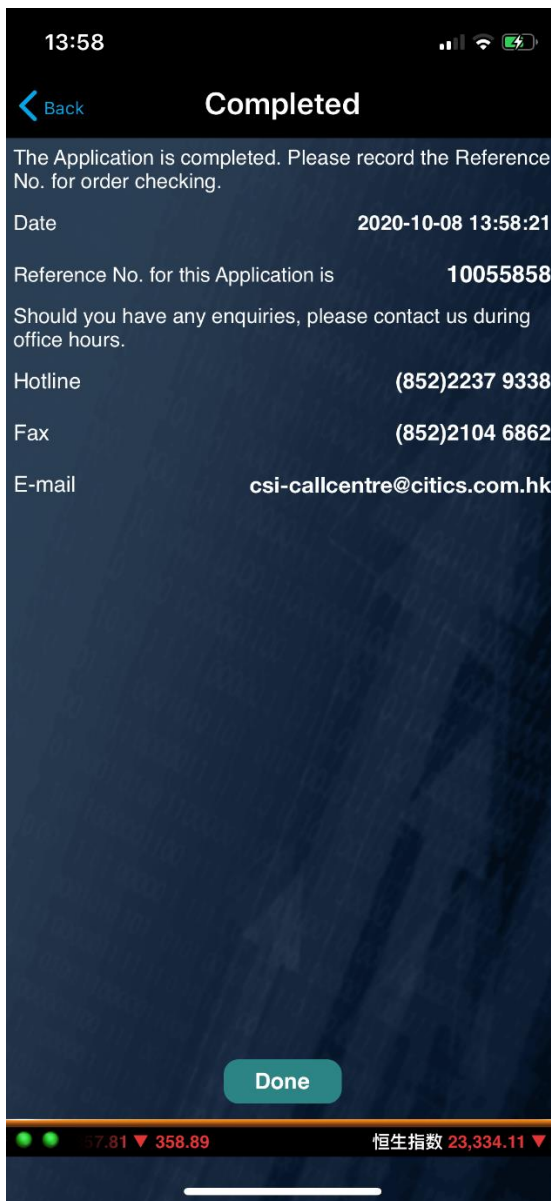 13:58
Back
Completed
The Application is completed. Please record the Reference
No. for order checking.
Date 2020-10-08 13:58:21
Reference No. for this Application is 10055858
Should you have any enquiries, please contact us during
office hours.
Hotline (852)2237 9338
Fax (852)2104 6862
E-mail csi-callcentre@citics.com.hk
Done
7.81 ▼ 358.89 恒生指数 23,334.11 ▼